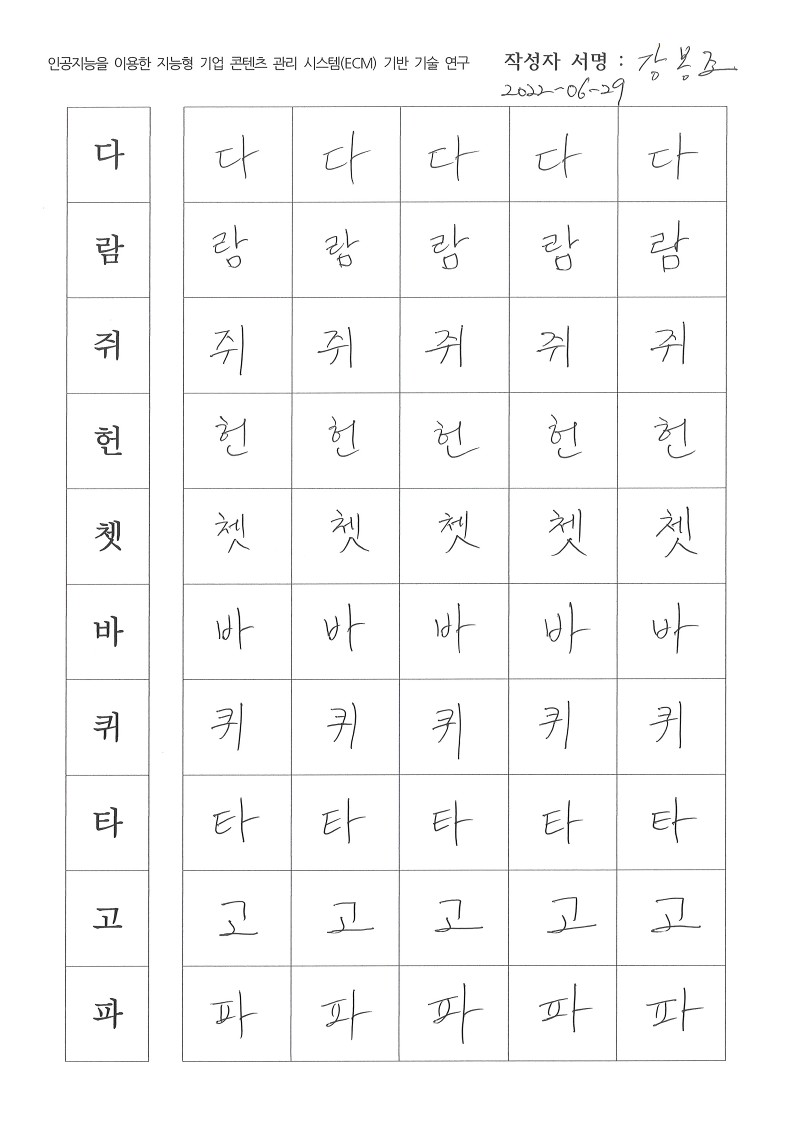 인공지능을 이용한 지능형 기업 콘텐츠 관리 시스템(ECM) 기반 기술 연구 작성자 서명 : 강봉조
2022-06-29
다 다 다 다 다 다
람 람 람 람 람 람
쥐 쥐 쥐 쥐 쥐 쥐
헌 헌 헌 헌 헌 헌
쳇 쳇 쳇 쳇 쳇 쳇
바 바 바 바 바 바
퀴 퀴 퀴 퀴 퀴 퀴
타 타 타 타 타 타
고 고 고 고 고 고
파 파 파 파 파 파